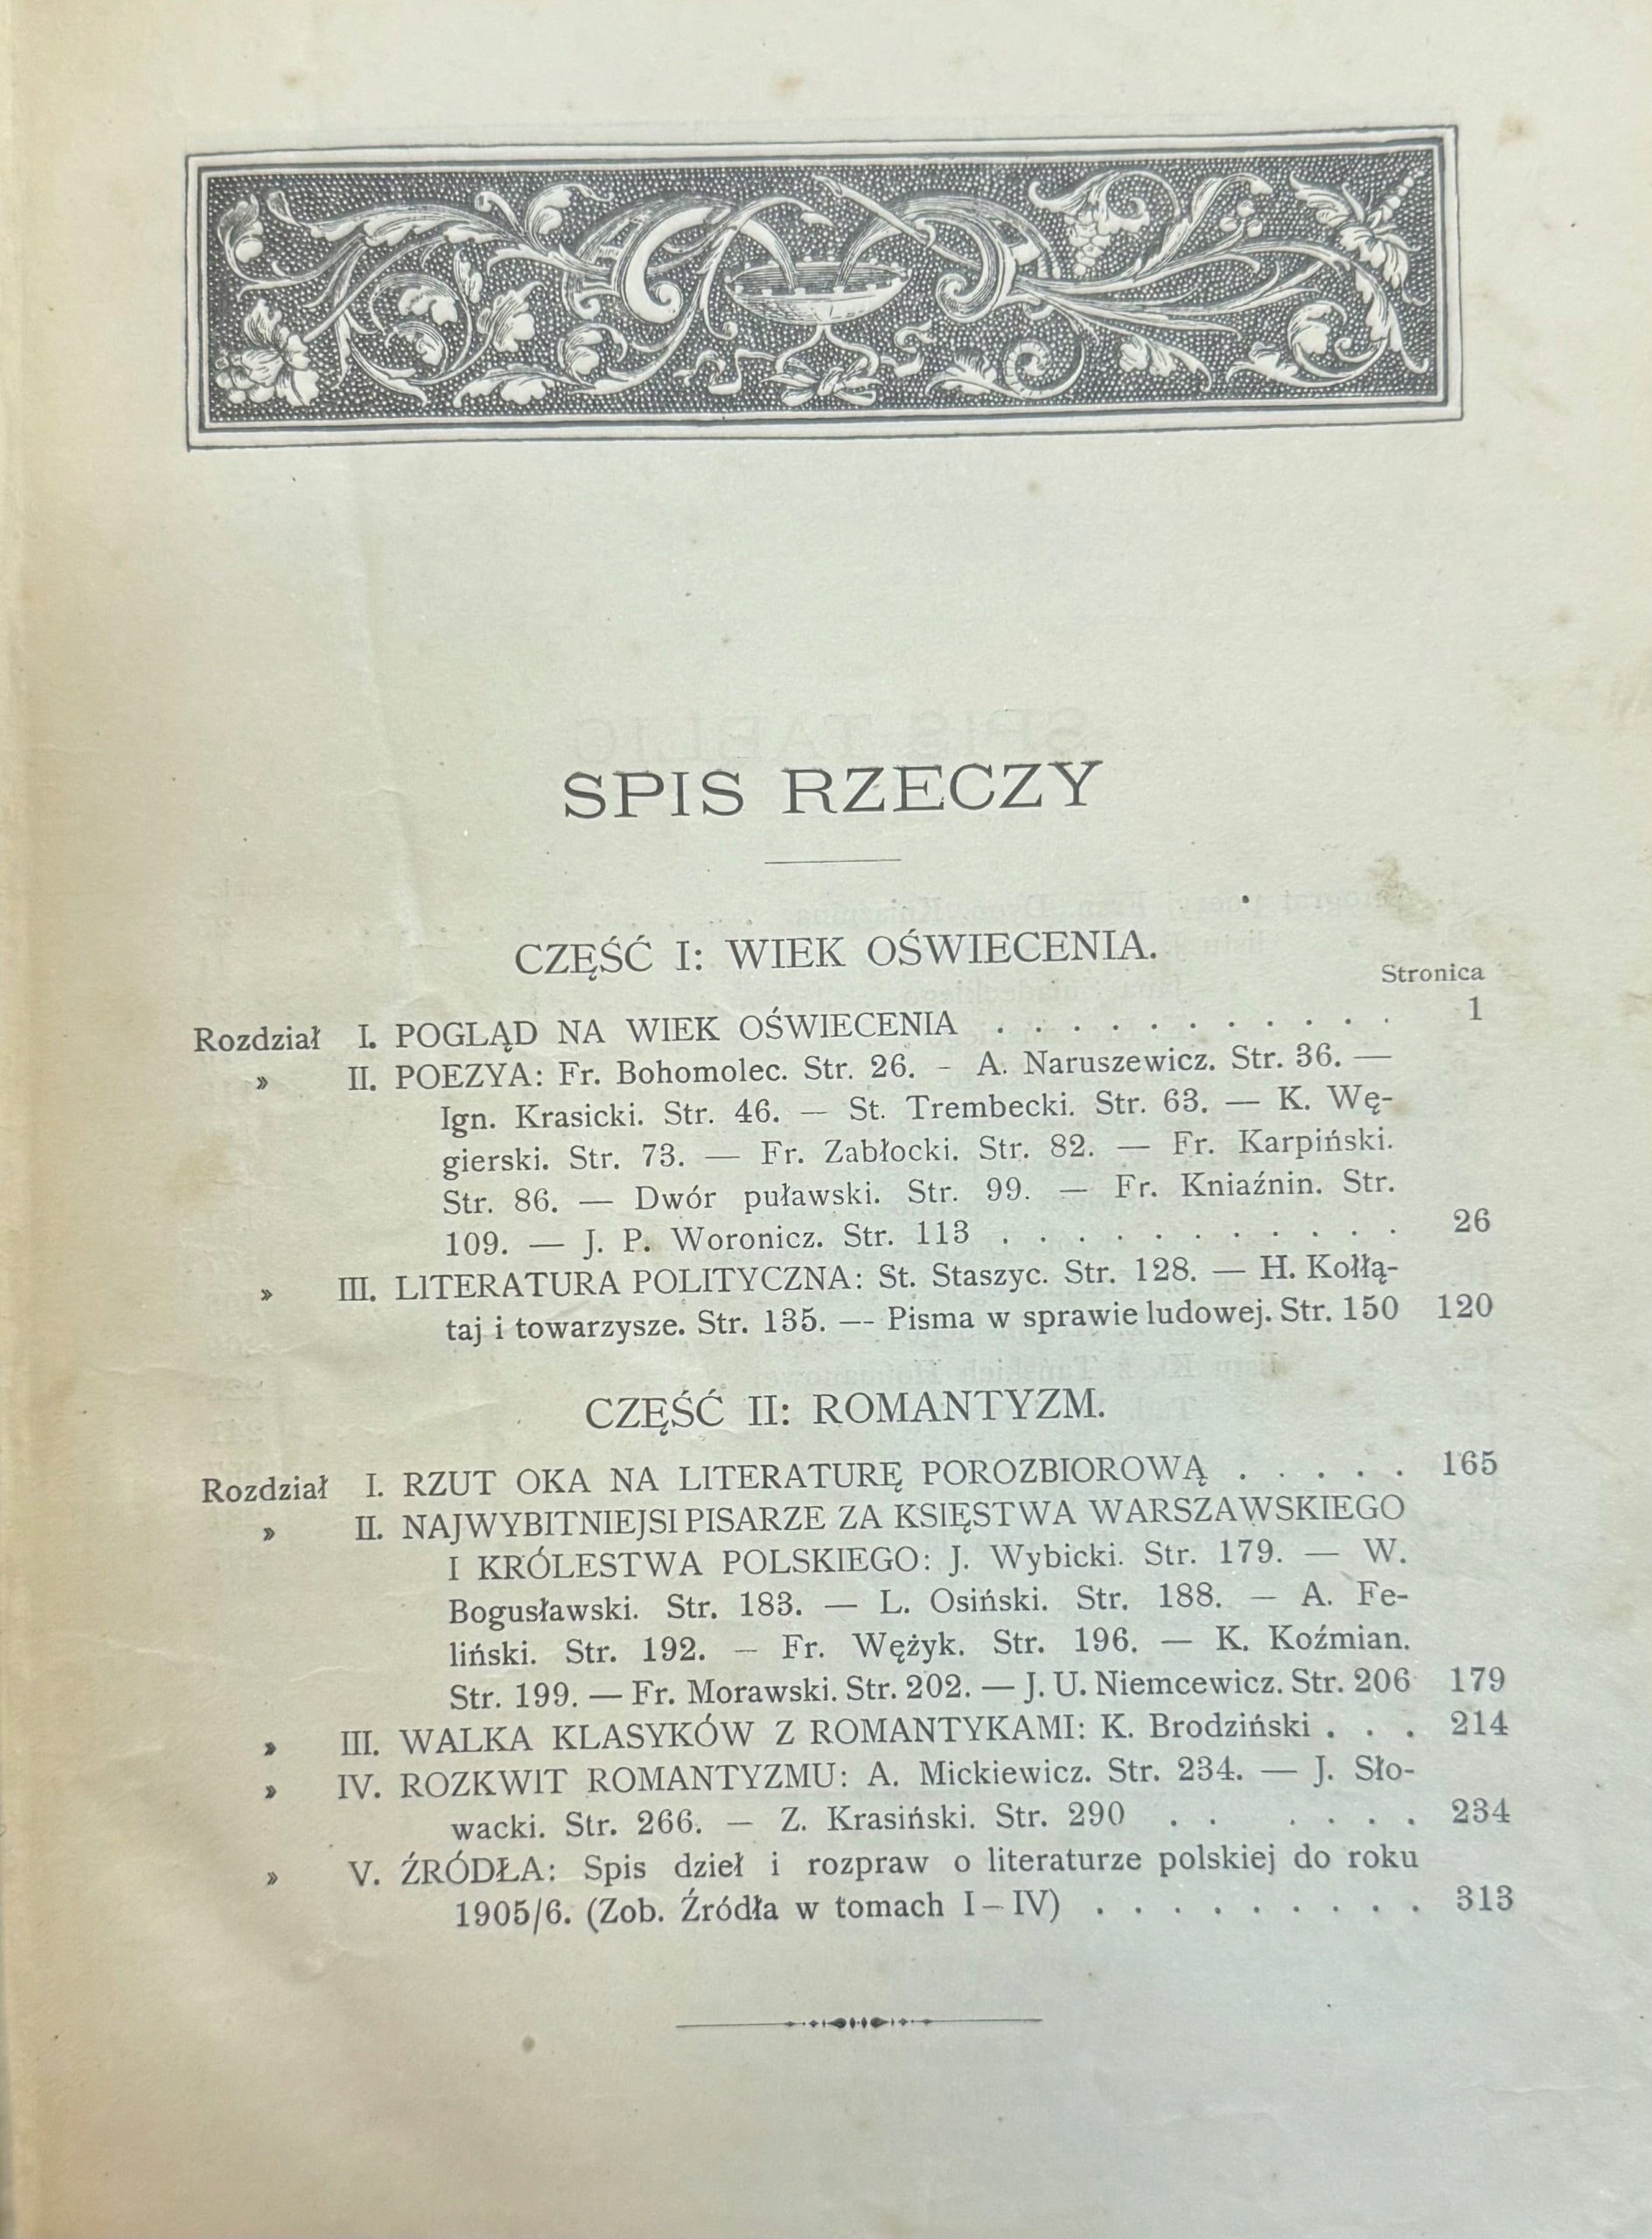 SPIS RZECZY
CZĘŚĆ I: WIEK OŚWIECENIA.
Stronica
Rozdział I. POGLĄD NA WIEK OŚWIECENIA . . . . . . . . . . . 1
» II. POEZYA: Fr. Bohomolec. Str. 26. – A. Naruszewicz. Str. 36. —
Ign. Krasicki. Str. 46. — St. Trembecki. Str. 63. — K. Wę-
gierski. Str. 73. — Fr. Zabłocki. Str. 82. — Fr. Karpiński.
Str. 86. — Dwór puławski. Str. 99. — Fr. Kniaźnin. Str.
109. — J. P. Woronicz. Str. 113 . . . . . . . . . . . 26
» III. LITERATURA POLITYCZNA: St. Staszyc. Str. 128. — H. Kołłą-
taj i towarzysze. Str. 135. — Pisma w sprawie ludowej. Str. 150 120
CZĘŚĆ II: ROMANTYZM.
Rozdział I. RZUT OKA NA LITERATURĘ POROZBIOROWĄ . . . . . 165
» II. NAJWYBITNIEJSI PISARZE ZA KSIĘSTWA WARSZAWSKIEGO
I KRÓLESTWA POLSKIEGO: J. Wybicki. Str. 179. — W.
Bogusławski. Str. 183. — L. Osiński. Str. 188. — A. Fe-
liński. Str. 192. — Fr. Wężyk. Str. 196. — K. Koźmian.
Str. 199. — Fr. Morawski. Str. 202. — J. U. Niemcewicz. Str. 206 179
» III. WALKA KLASYKÓW Z ROMANTYKAMI: K. Brodziński . . . 214
» IV. ROZKWIT ROMANTYZMU: A. Mickiewicz. Str. 234. — J. Sło-
wacki. Str. 266. — Z. Krasiński. Str. 290 . . . . . . 234
» V. ŹRÓDŁA: Spis dzieł i rozpraw o literaturze polskiej do roku
1905/6. (Zob. Źródła w tomach I–IV) . . . . . . . . . 313